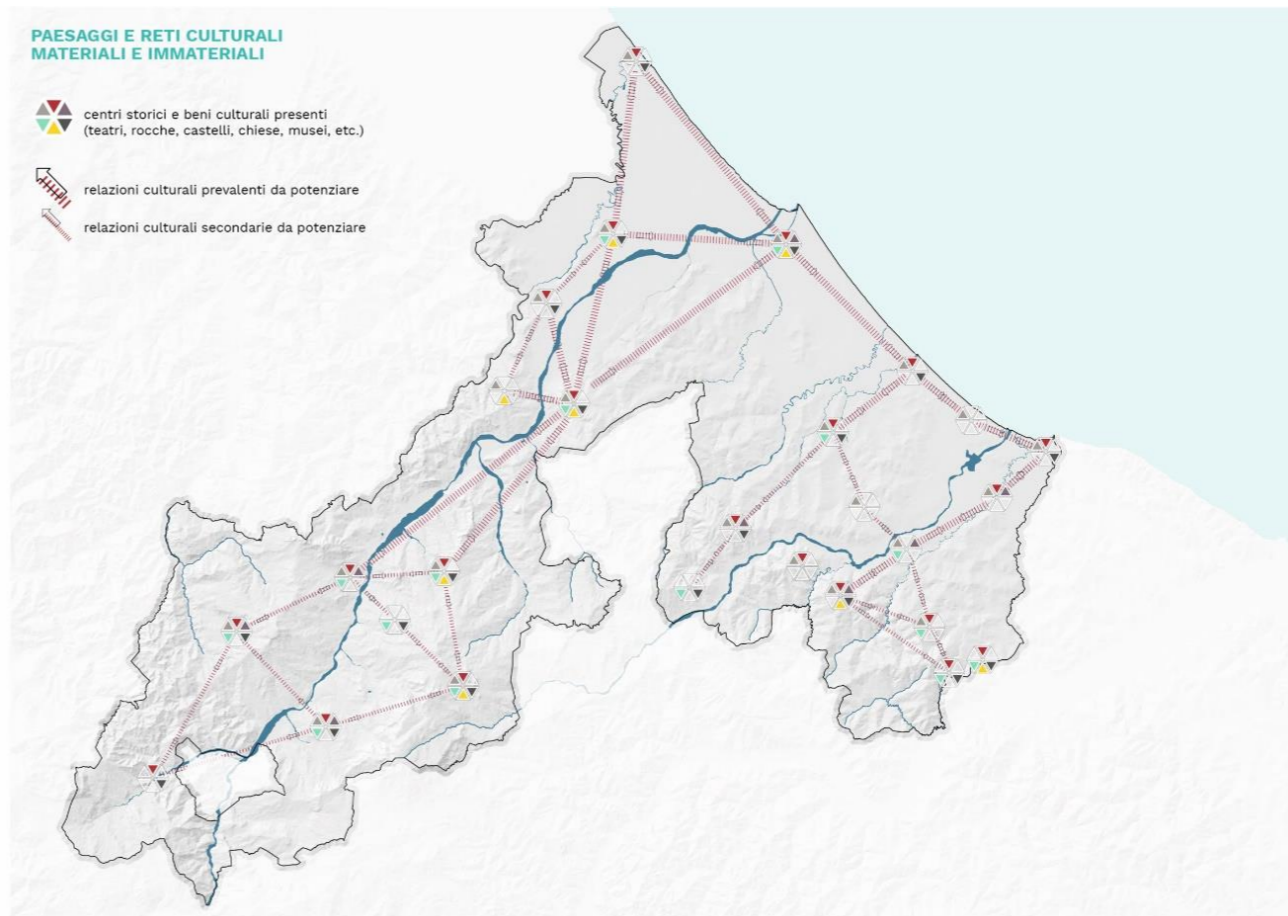 PAESAGGI E RETI CULTURALI
MATERIALI E IMMATERIALI
centri storici e beni culturali presenti
(teatri, rocche, castelli, chiese, musei, etc.)
relazioni culturali prevalenti da potenziare
relazioni culturali secondarie da potenziare